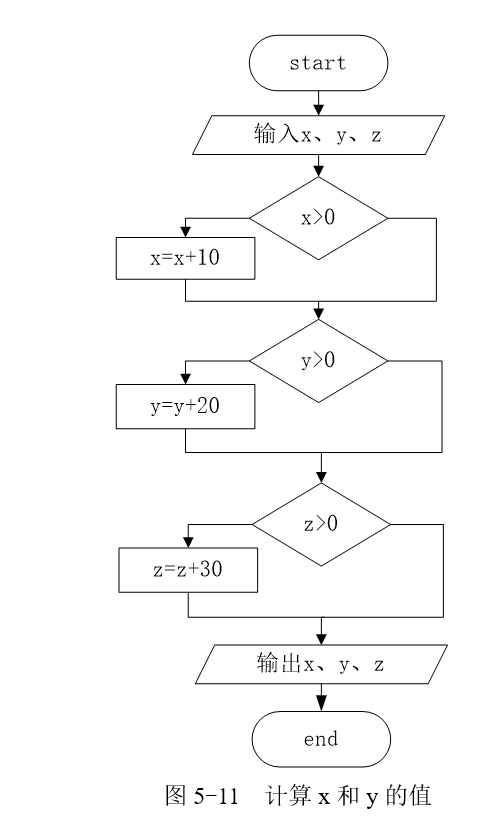 start
输入x、y、z
x>0
x=x+10
y>0
y=y+20
z>0
z=z+30
输出x、y、z
end
图 5-11 计算 x 和 y 的值